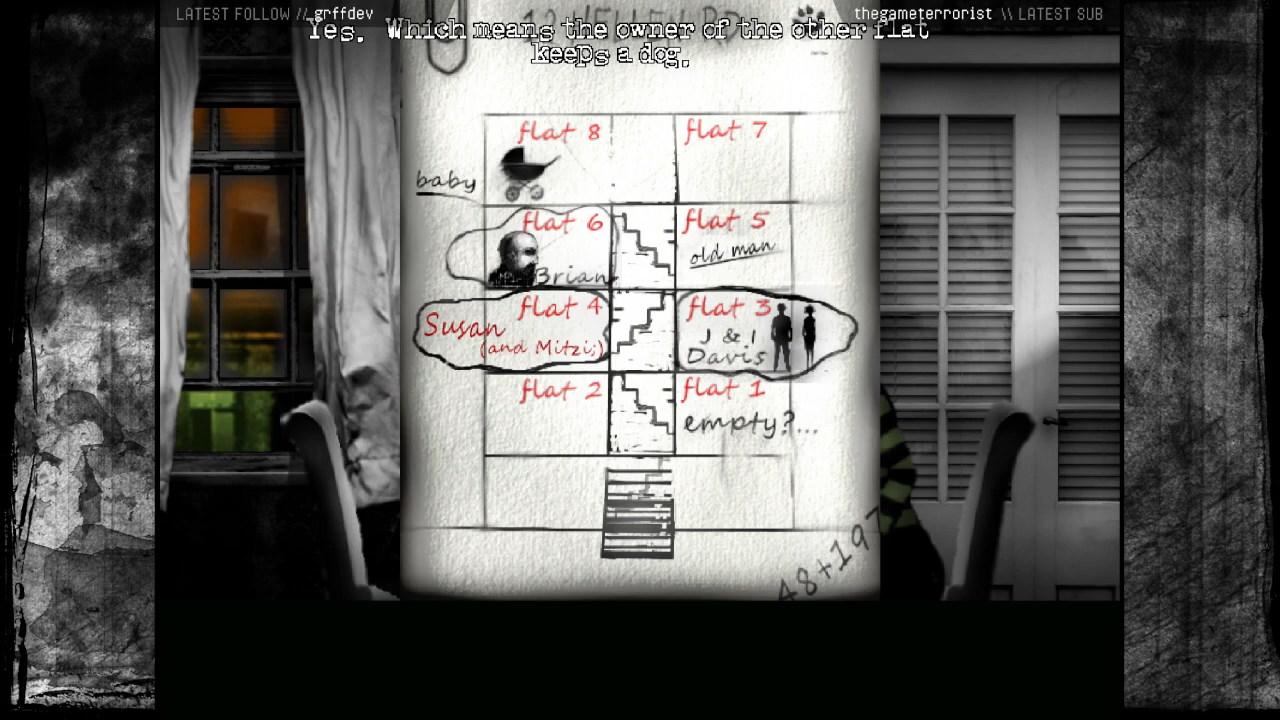 LATEST FOLLOW // grffdev
thegameterrorist \\ LATEST SUB
Yes. Which means the owner of the other flat
keeps a dog.
flat 8
flat 7
baby
flat 6
flat 5
Brian
old man
flat 4
flat 3
Susan
(and Mitzi;)
J & I
Davis
flat 2
flat 1
empty?...
48+197